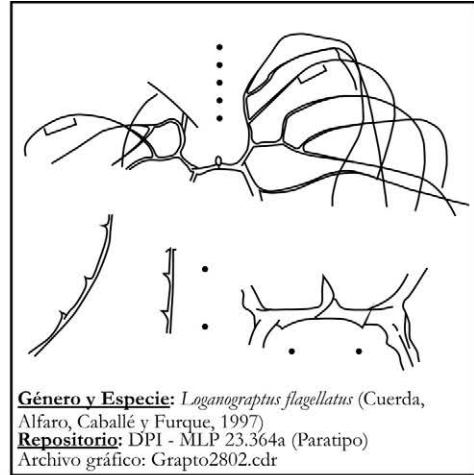 Género y Especie: Loganograptus flagellatus (Cuerda,
Alfaro, Caballé y Furque, 1997)
Repositorio: DPI - MLP 23.364a (Paratipo)
Archivo gráfico: Grapto2802.cdr